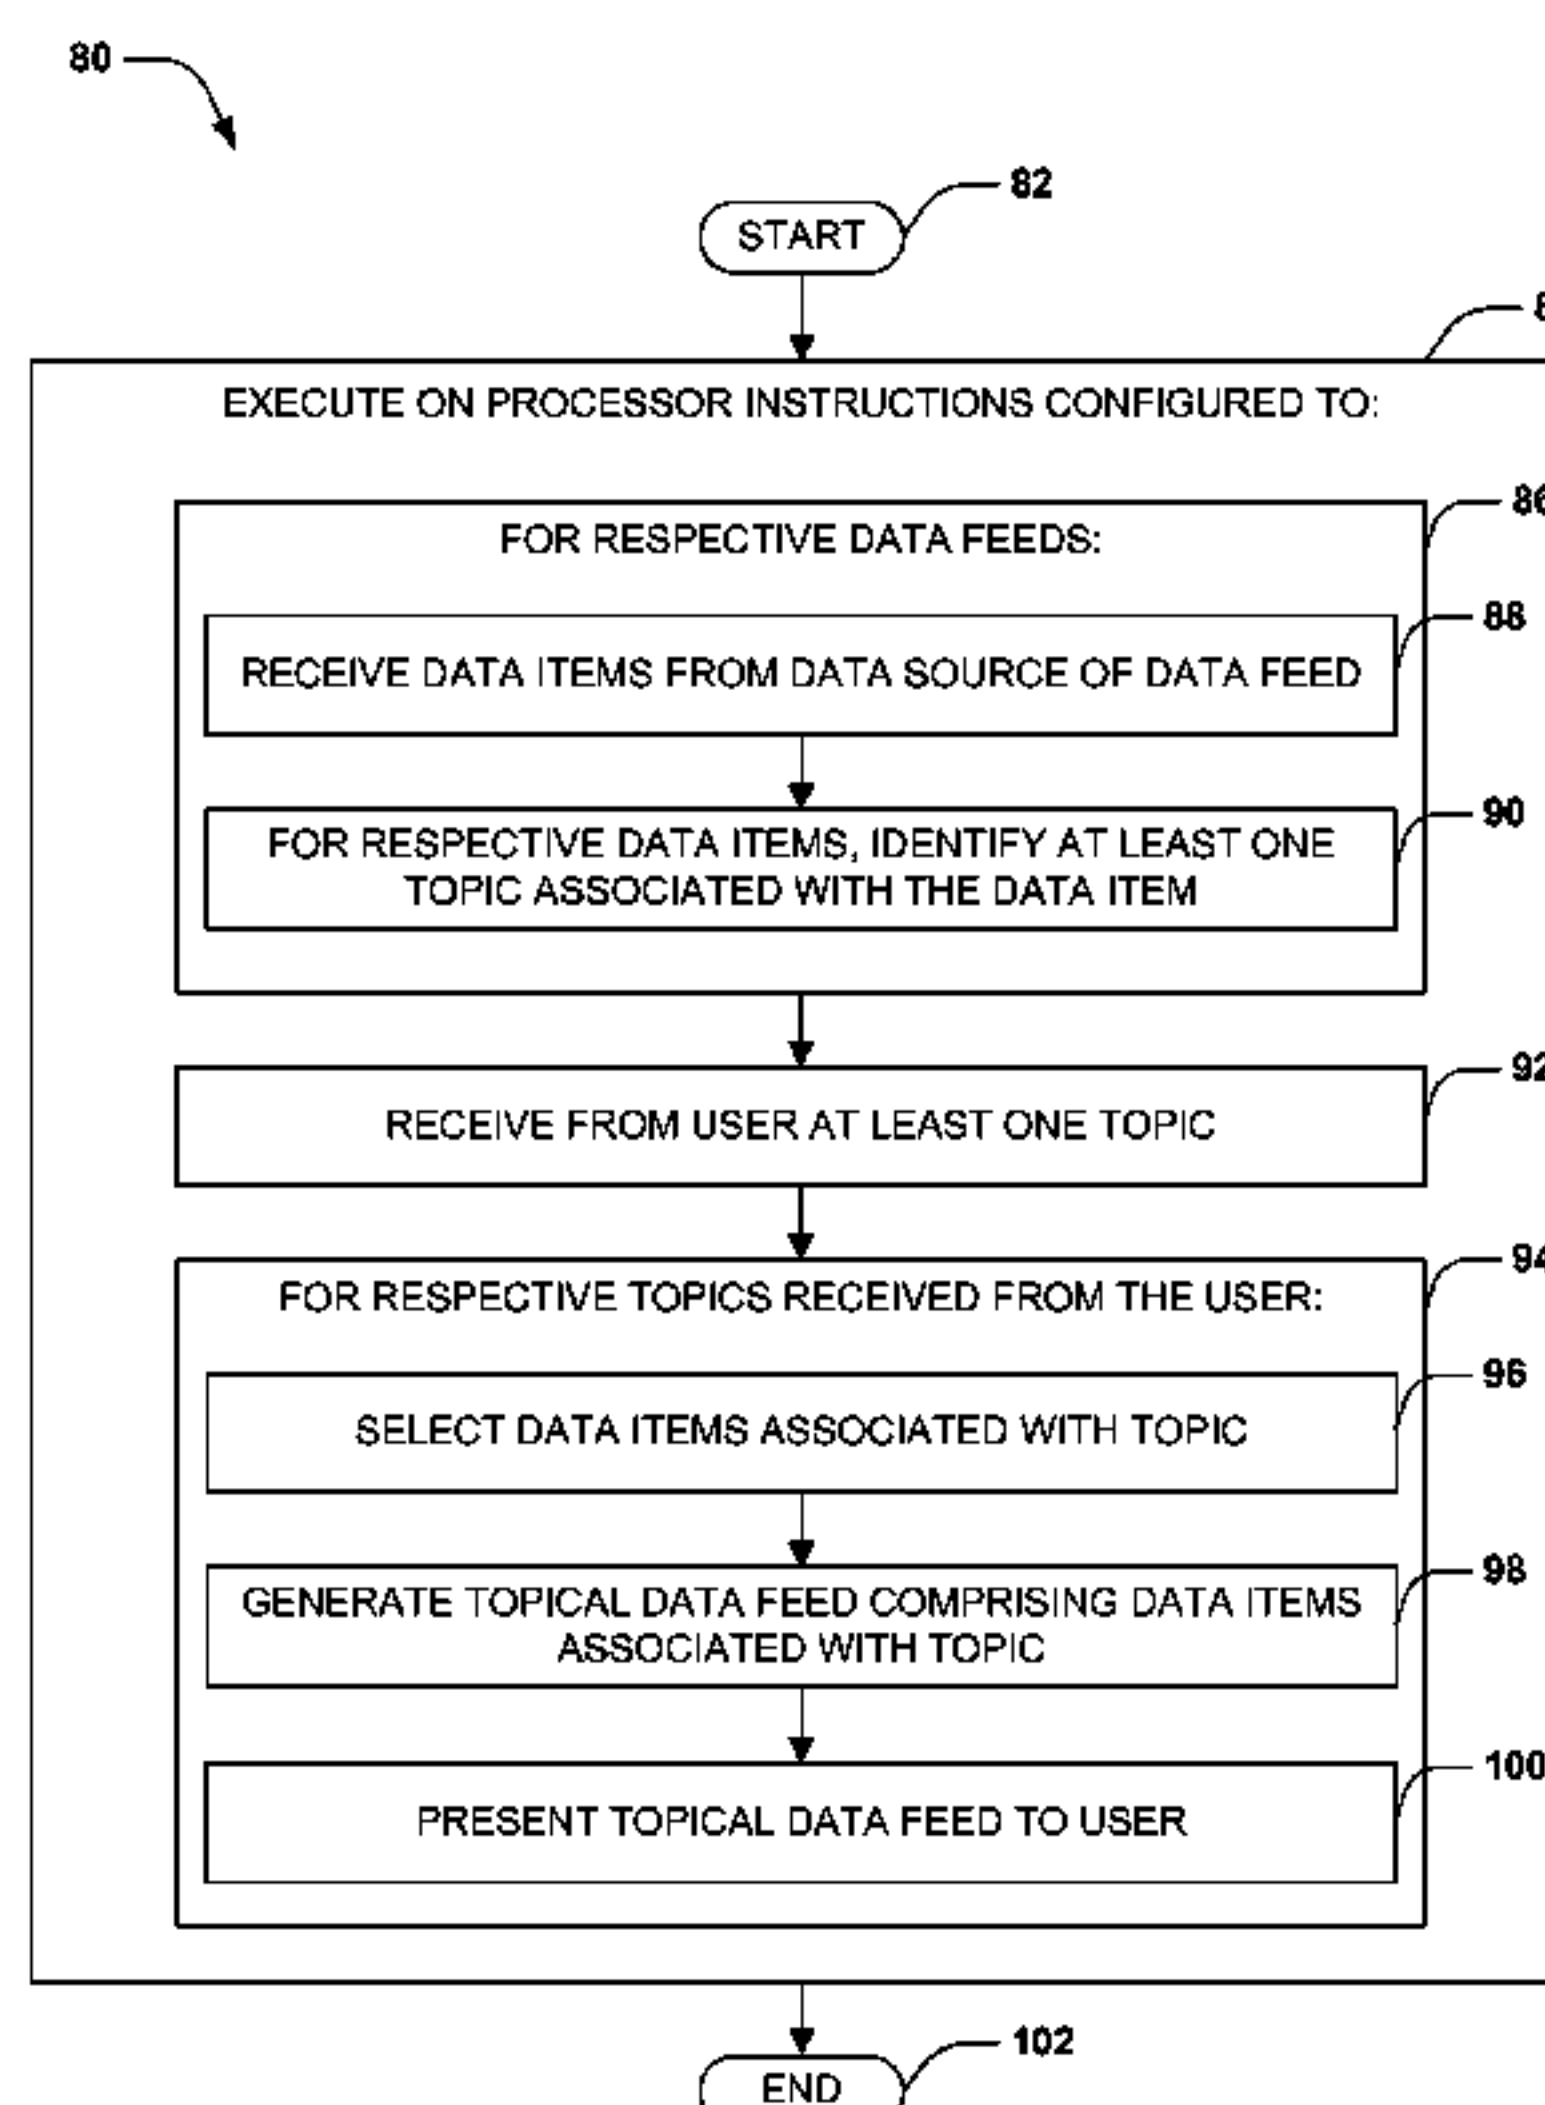 80
82
START
EXECUTE ON PROCESSOR INSTRUCTIONS CONFIGURED TO:
86
FOR RESPECTIVE DATA FEEDS:
88
RECEIVE DATA ITEMS FROM DATA SOURCE OF DATA FEED
90
FOR RESPECTIVE DATA ITEMS, IDENTIFY AT LEAST ONE
TOPIC ASSOCIATED WITH THE DATA ITEM
92
RECEIVE FROM USER AT LEAST ONE TOPIC
94
FOR RESPECTIVE TOPICS RECEIVED FROM THE USER:
96
SELECT DATA ITEMS ASSOCIATED WITH TOPIC
98
GENERATE TOPICAL DATA FEED COMPRISING DATA ITEMS
ASSOCIATED WITH TOPIC
100
PRESENT TOPICAL DATA FEED TO USER
102
END